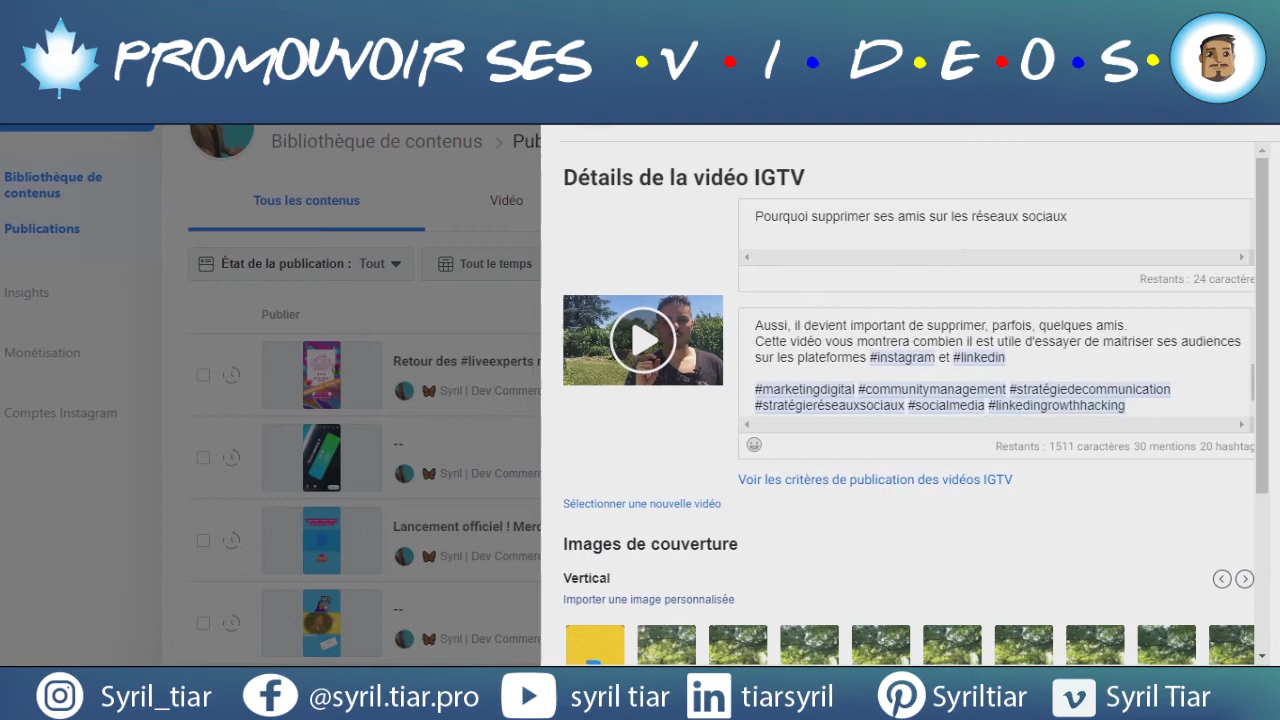 PROMOUVOIR SES V I D E O S
Bibliothèque de contenus > Pub
Bibliothèque de
contenus
Publications
Insights
Monétisation
Comptes Instagram
Tous les contenus
Vidéo
État de la publication : Tout
Tout le temps
Publier
Retour des #liveexperts
Syril | Dev Commerc
--
Syril | Dev Commerc
Lancement officiel ! Merc
Syril | Dev Commerc
--
Syril | Dev Commerc
Détails de la vidéo IGTV
Pourquoi supprimer ses amis sur les réseaux sociaux
Restants : 24 caractère
Aussi, il devient important de supprimer, parfois, quelques amis.
Cette vidéo vous montrera combien il est utile d'essayer de maitriser ses audiences
sur les plateformes #instagram et #linkedin
#marketingdigital #communitymanagement #stratégiedecommunication
#stratégieréseauxsociaux #socialmedia #linkedingrowthhacking
Restants : 1511 caractères 30 mentions 20 hashtag
Voir les critères de publication des vidéos IGTV
Sélectionner une nouvelle vidéo
Images de couverture
Vertical
Importer une image personnalisée
Syril_tiar
@syril.tiar.pro
syril tiar
tiarsyril
Syriltiar
Syril Tiar